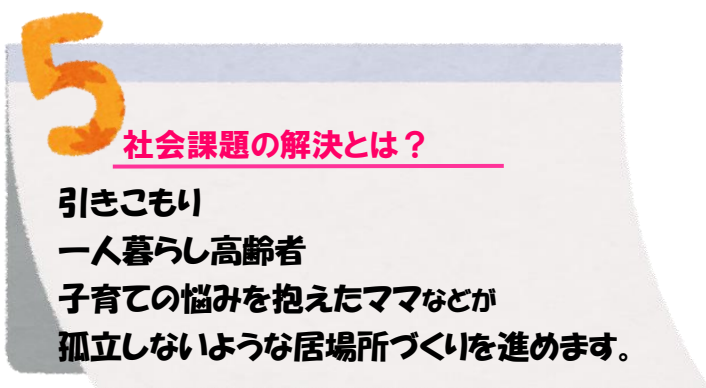 5
社会課題の解決とは？
引きこもり
一人暮らし高齢者
子育ての悩みを抱えたママなどが
孤立しないような居場所づくりを進めます。